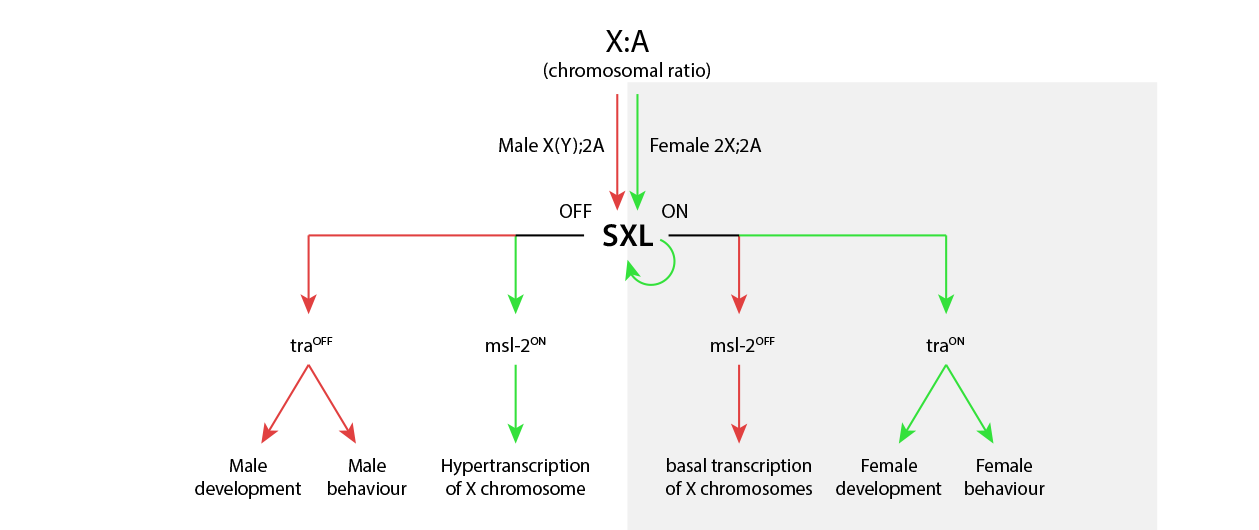 X:A
(chromosomal ratio)
Male X(Y);2A
Female 2X;2A
OFF
ON
SXL
traOFF
msl-2ON
msl-2OFF
traON
Male
development
Male
behaviour
Hypertranscription
of X chromosome
basal transcription
of X chromosomes
Female
development
Female
behaviour